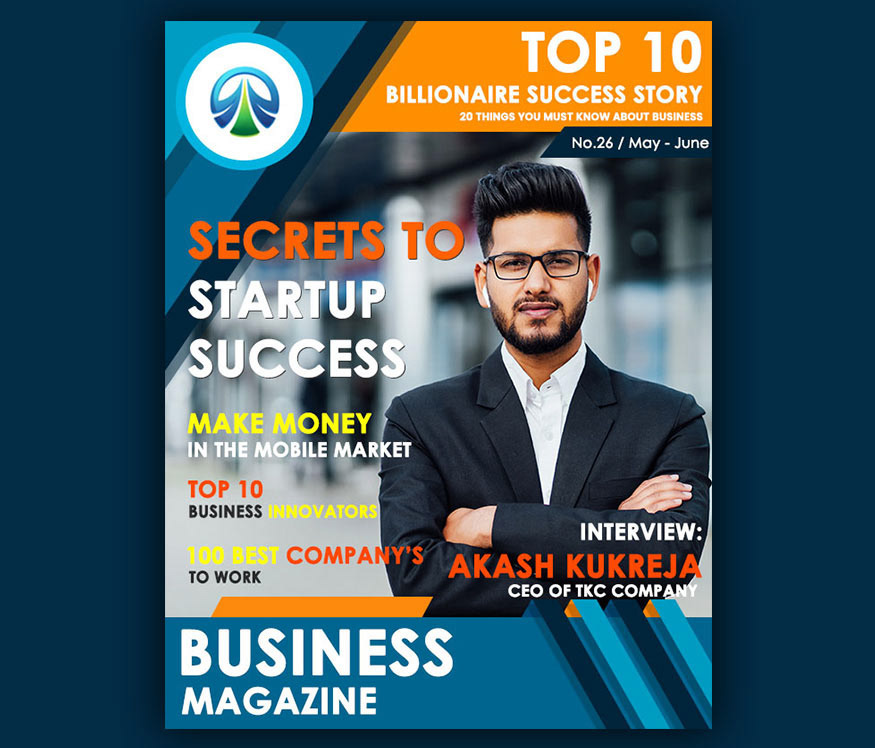 TOP 10
BILLIONAIRE SUCCESS STORY
20 THINGS YOU MUST KNOW ABOUT BUSINESS
No.26 / May - June
SECRETS TO
STARTUP
SUCCESS
MAKE MONEY
IN THE MOBILE MARKET
TOP 10
BUSINESS INNOVATORS
100 BEST COMPANY'S
TO WORK
INTERVIEW:
AKASH KUKREJA
CEO OF TKC COMPANY
BUSINESS
MAGAZINE